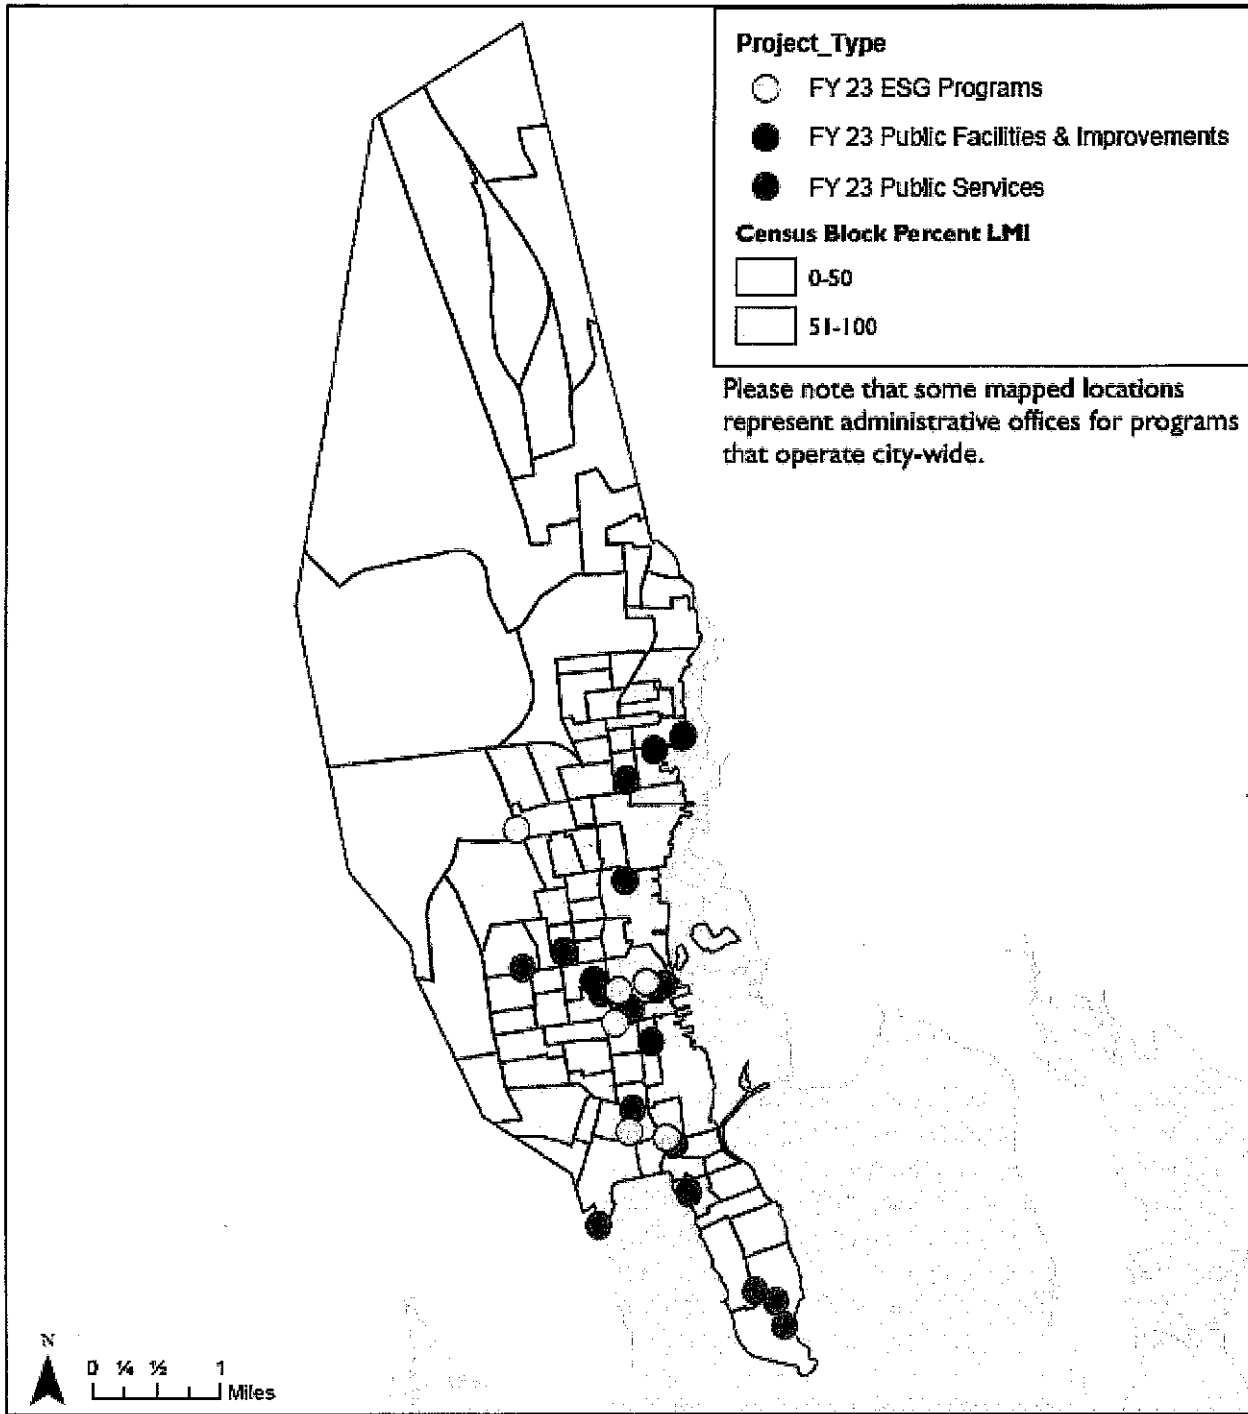 Project_Type
FY 23 ESG Programs
FY 23 Public Facilities & Improvements
FY 23 Public Services
Census Block Percent LMI
0-50
51-100
Please note that some mapped locations
represent administrative offices for programs
that operate city-wide.
N
0 ¼ ½ 1
Miles